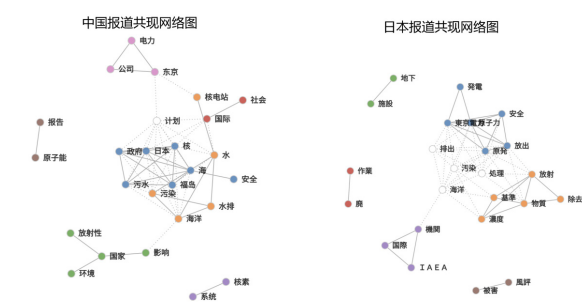 中国报道共现网络图
电力
公司
东京
核电站
社会
国际
报告
计划
政府
日本
核
水
原子能
海
安全
污水
福岛
污染
水排
海洋
放射性
国家
影响
环境
核素
系统
日本报道共现网络图
地下
発電
施設
安全
東京電力
原子力
排出
原発
放出
汚染
処理
作業
放射
海洋
廃
基準
物質
除去
濃度
機関
国際
IAEA
風評
被害